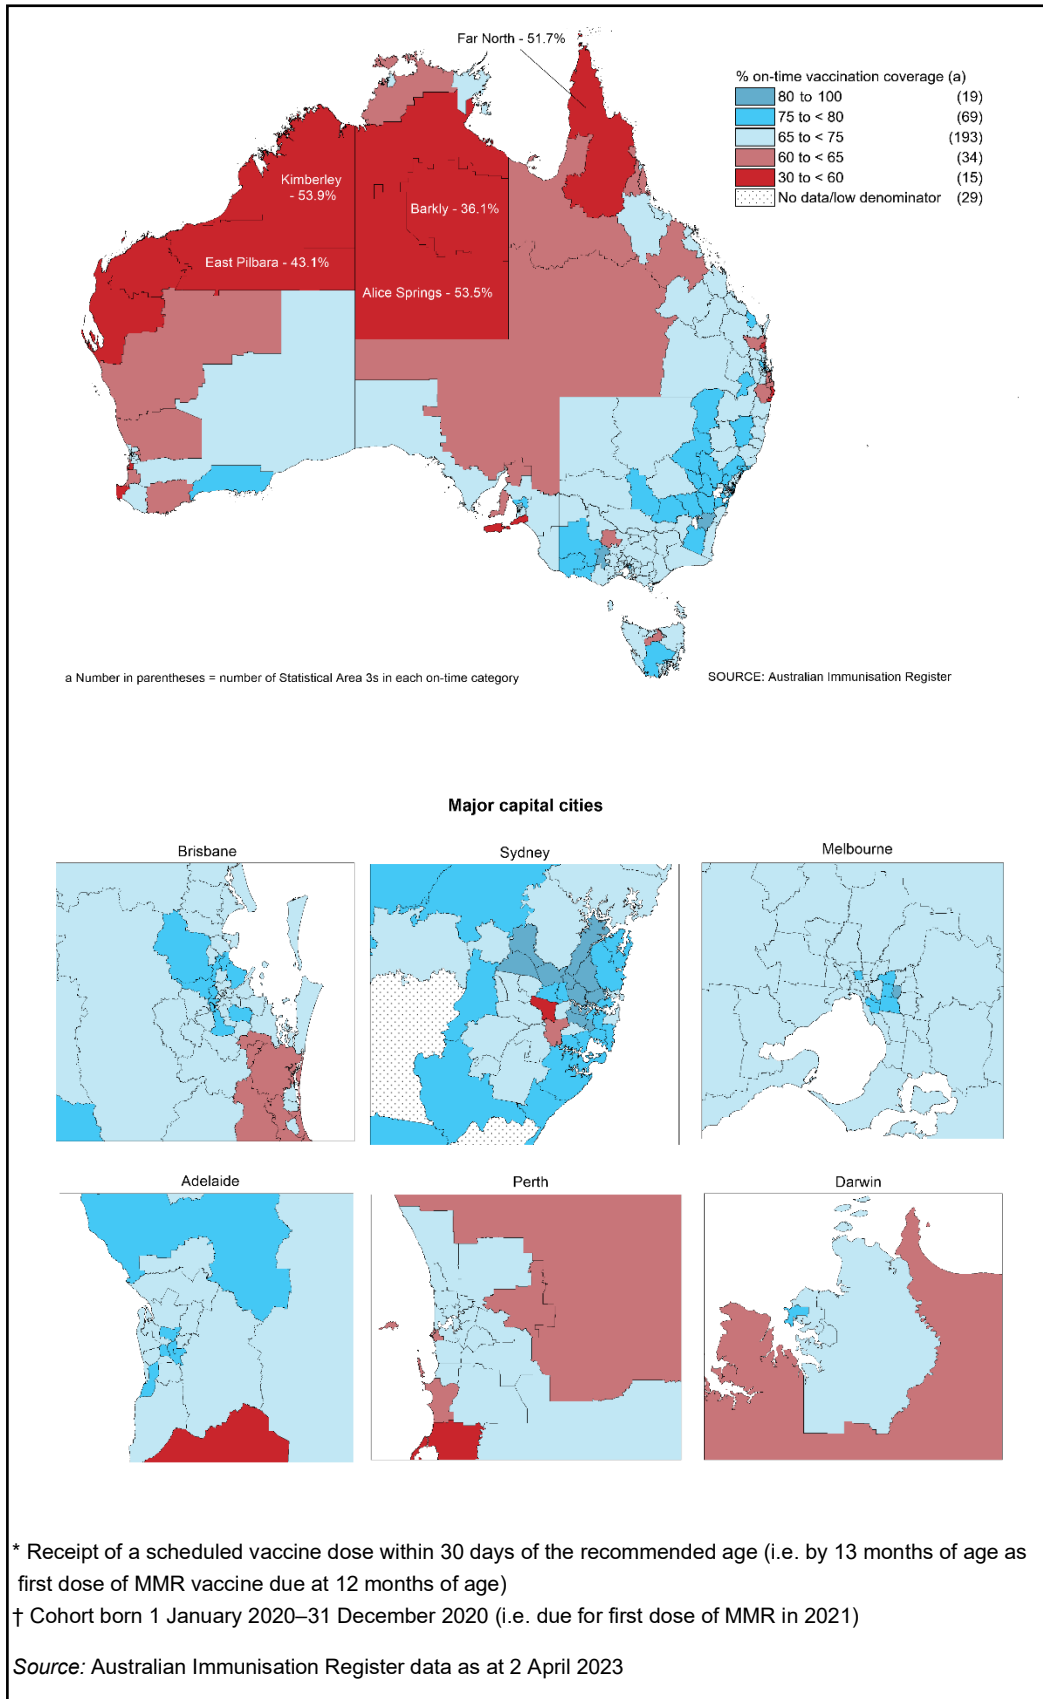 Far North - 51.7%
% on-time vaccination coverage (a)
80 to 100 (19)
75 to < 80 (69)
65 to < 75 (193)
60 to < 65 (34)
30 to < 60 (15)
No data/low denominator (29)
Kimberley
- 53.9%
Barkly - 36.1%
East Pilbara - 43.1%
Alice Springs - 53.5%
a Number in parentheses = number of Statistical Area 3s in each on-time category
SOURCE: Australian Immunisation Register
Major capital cities
Brisbane
Sydney
Melbourne
Adelaide
Perth
Darwin
* Receipt of a scheduled vaccine dose within 30 days of the recommended age (i.e. by 13 months of age as
first dose of MMR vaccine due at 12 months of age)
† Cohort born 1 January 2020–31 December 2020 (i.e. due for first dose of MMR in 2021)
Source: Australian Immunisation Register data as at 2 April 2023